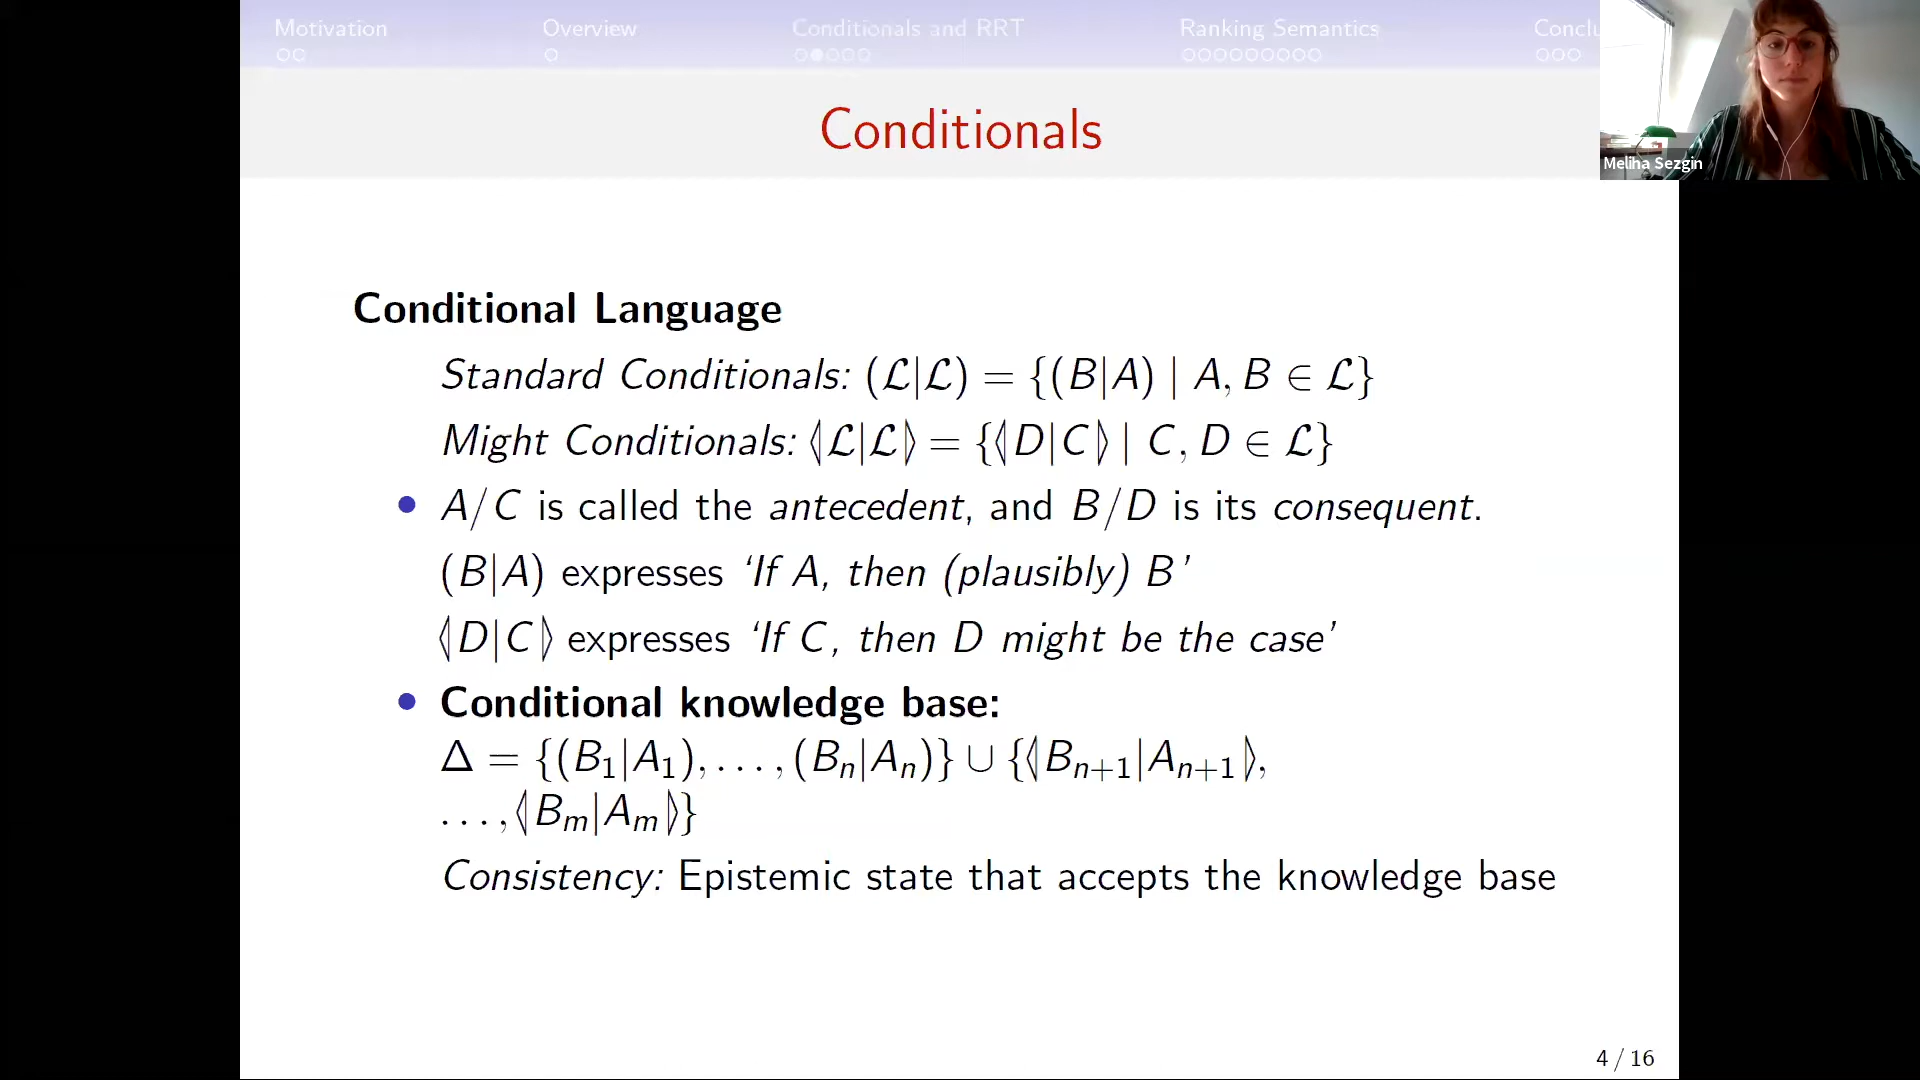 Motivation Overview Conditionals and RRT Ranking Semantics Conclu
Conditionals
Meliha Sezgin
Conditional Language
Standard Conditionals: (ℒ|ℒ) = {(B|A) | A, B ∈ ℒ}
Might Conditionals: ⦉ℒ|ℒ⦊ = {⦉D|C⦊ | C, D ∈ ℒ}
• A/C is called the antecedent, and B/D is its consequent.
(B|A) expresses ‘If A, then (plausibly) B’
⦉D|C⦊ expresses ‘If C, then D might be the case’
• Conditional knowledge base:
Δ = {(B₁|A₁), . . . , (Bₙ|Aₙ)} ∪ {⦉Bₙ₊₁|Aₙ₊₁⦊,
. . . , ⦉Bₘ|Aₘ⦊}
Consistency: Epistemic state that accepts the knowledge base
4 / 16